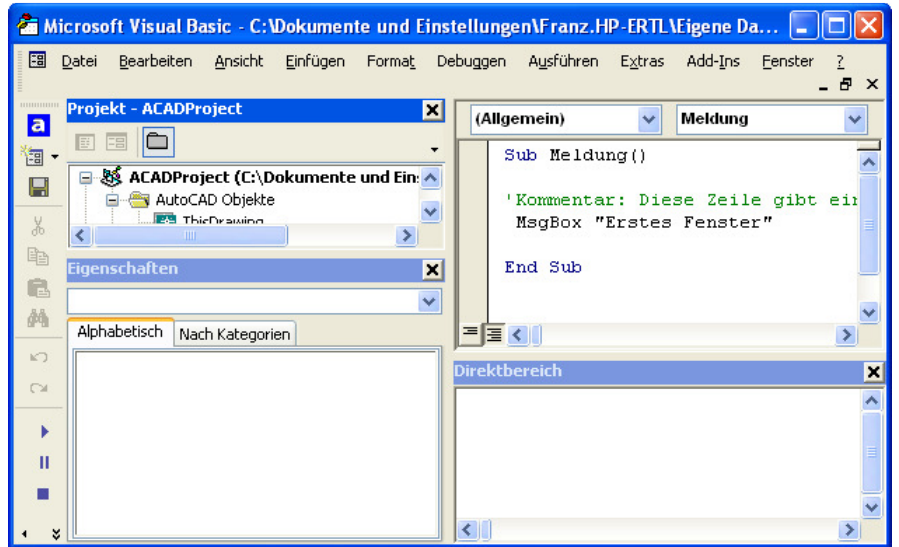 Microsoft Visual Basic - C:\Dokumente und Einstellungen\Franz.HP-ERTL\Eigene Da...
Datei Bearbeiten Ansicht Einfügen Format Debuggen Ausführen Extras Add-Ins Fenster ?
Projekt - ACADProject
ACADProject (C:\Dokumente und Ein
AutoCAD Objekte
ThisDrawing
Eigenschaften
Alphabetisch Nach Kategorien
(Allgemein) Meldung
Sub Meldung()
'Kommentar: Diese Zeile gibt ein
MsgBox "Erstes Fenster"
End Sub
Direktbereich